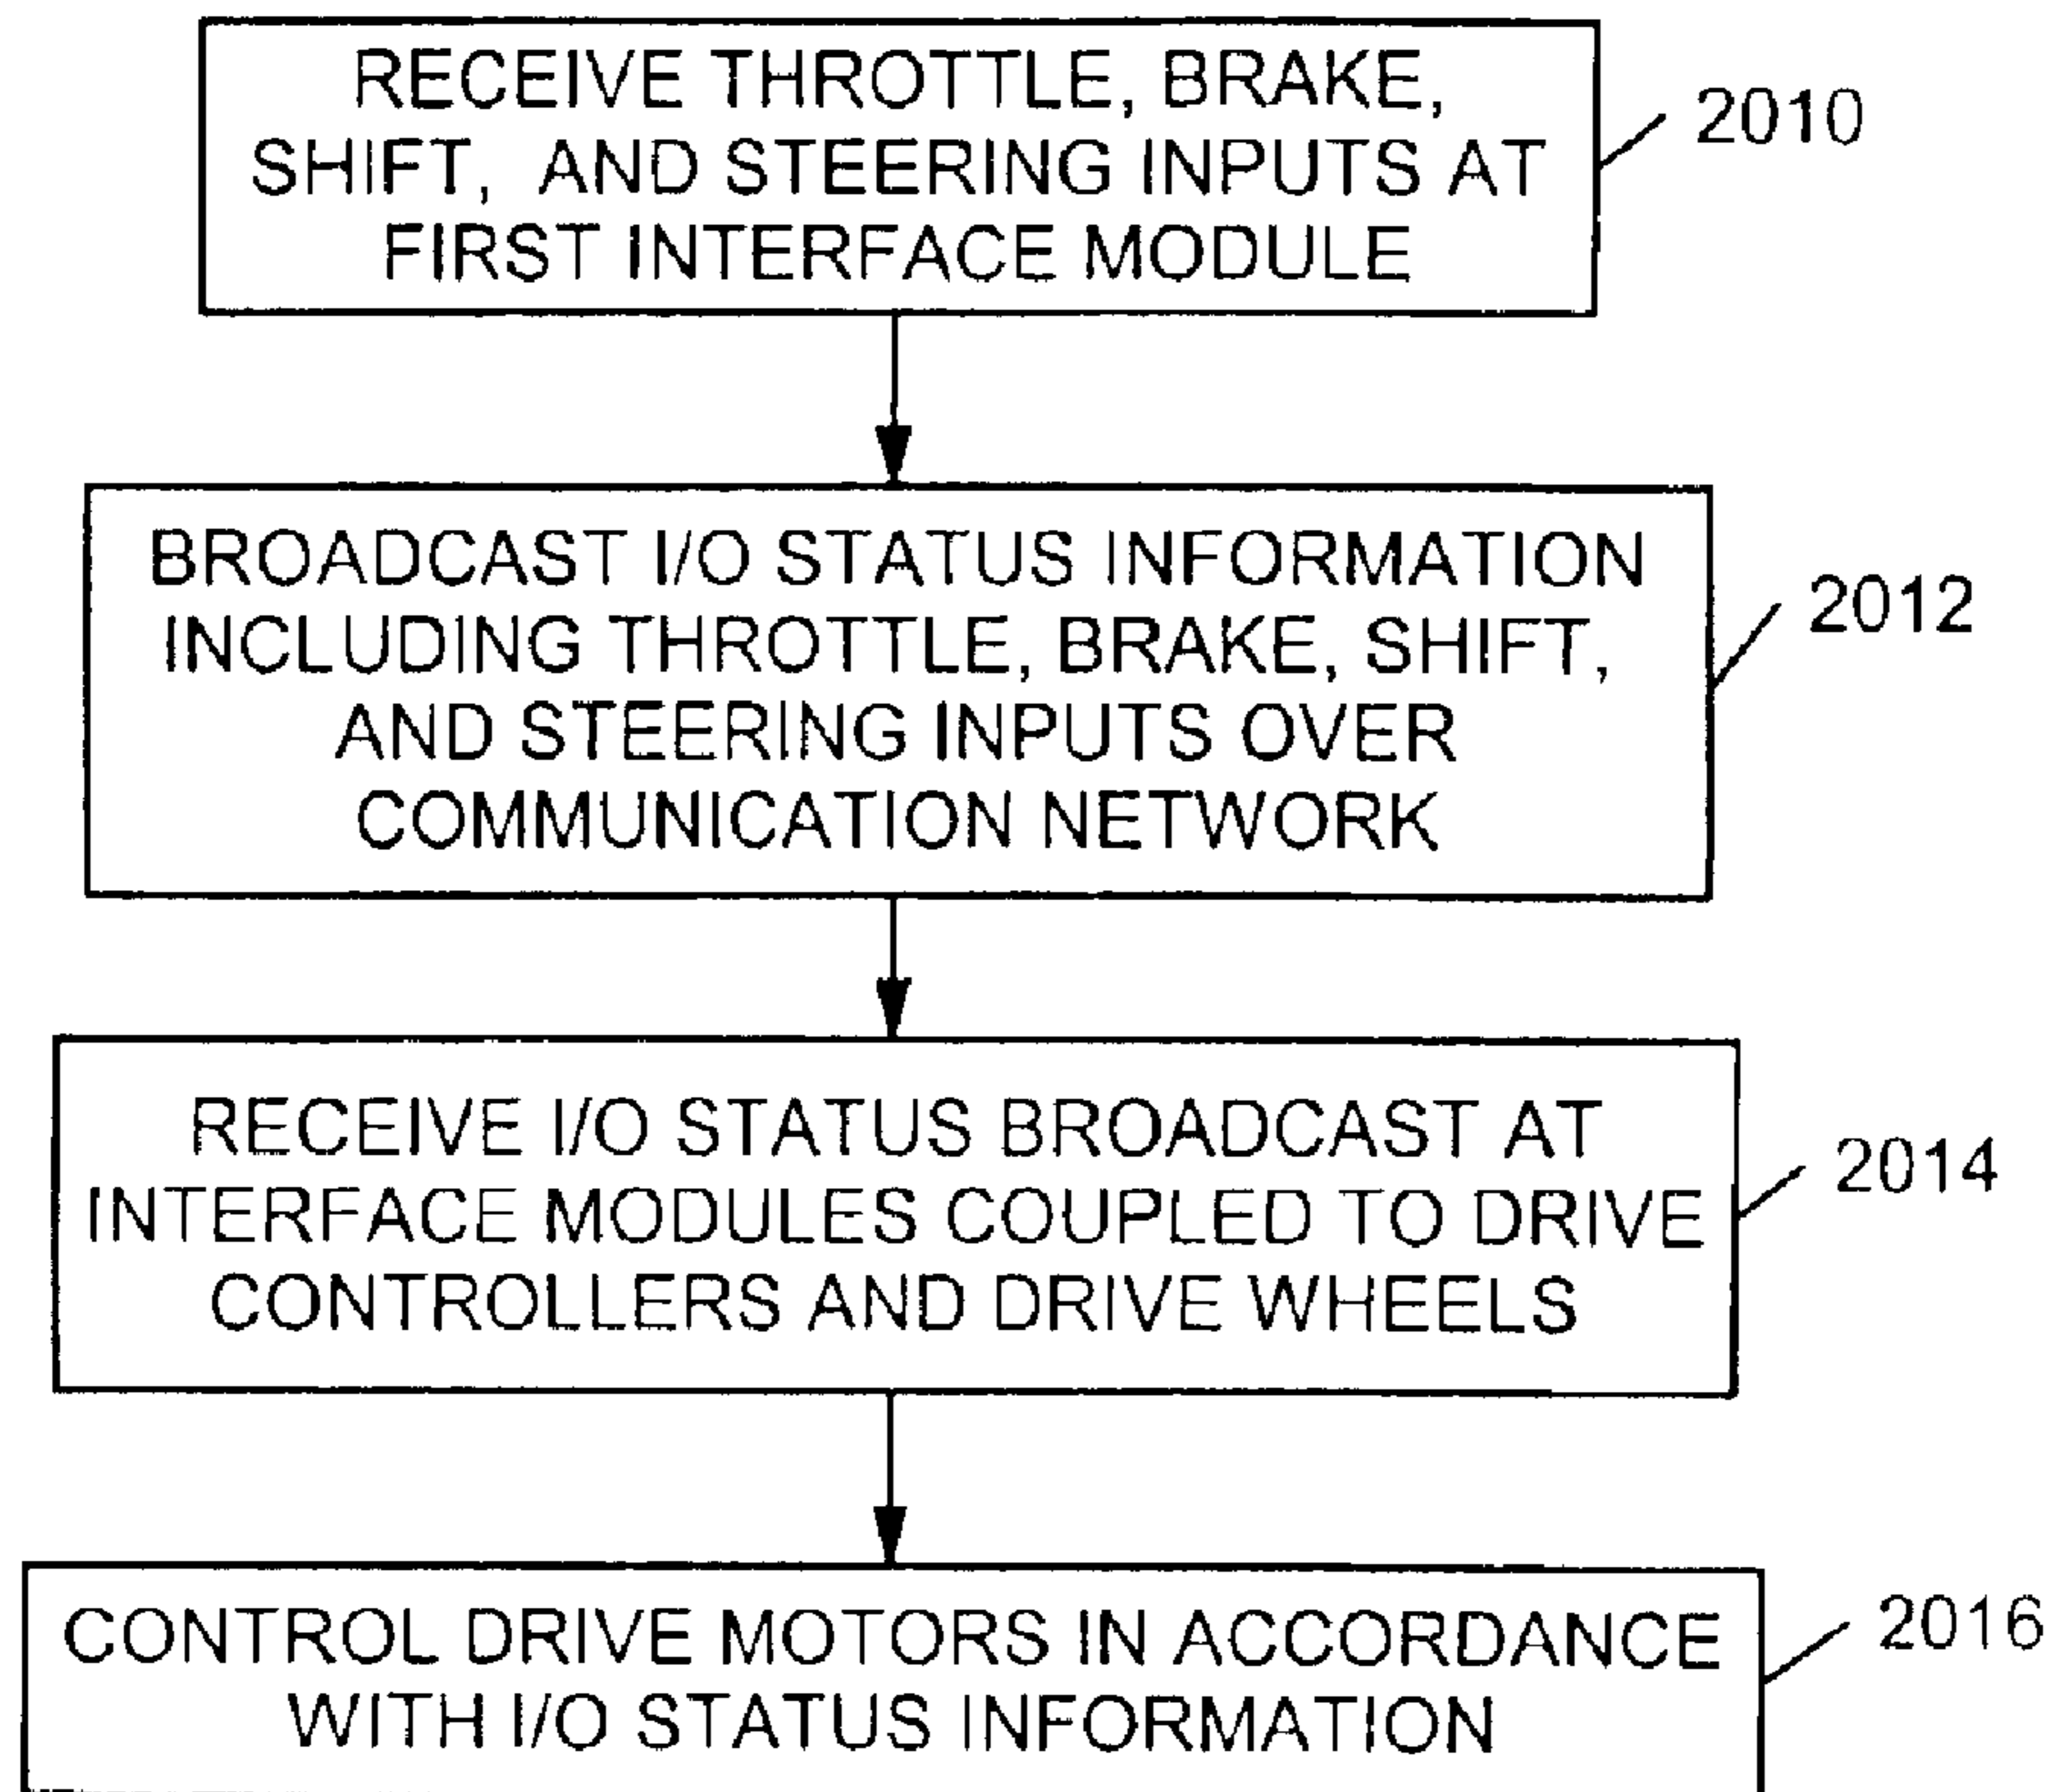 RECEIVE THROTTLE, BRAKE,
SHIFT, AND STEERING INPUTS AT
FIRST INTERFACE MODULE
2010
BROADCAST I/O STATUS INFORMATION
INCLUDING THROTTLE, BRAKE, SHIFT,
AND STEERING INPUTS OVER
COMMUNICATION NETWORK
2012
RECEIVE I/O STATUS BROADCAST AT
INTERFACE MODULES COUPLED TO DRIVE
CONTROLLERS AND DRIVE WHEELS
2014
CONTROL DRIVE MOTORS IN ACCORDANCE
WITH I/O STATUS INFORMATION
2016